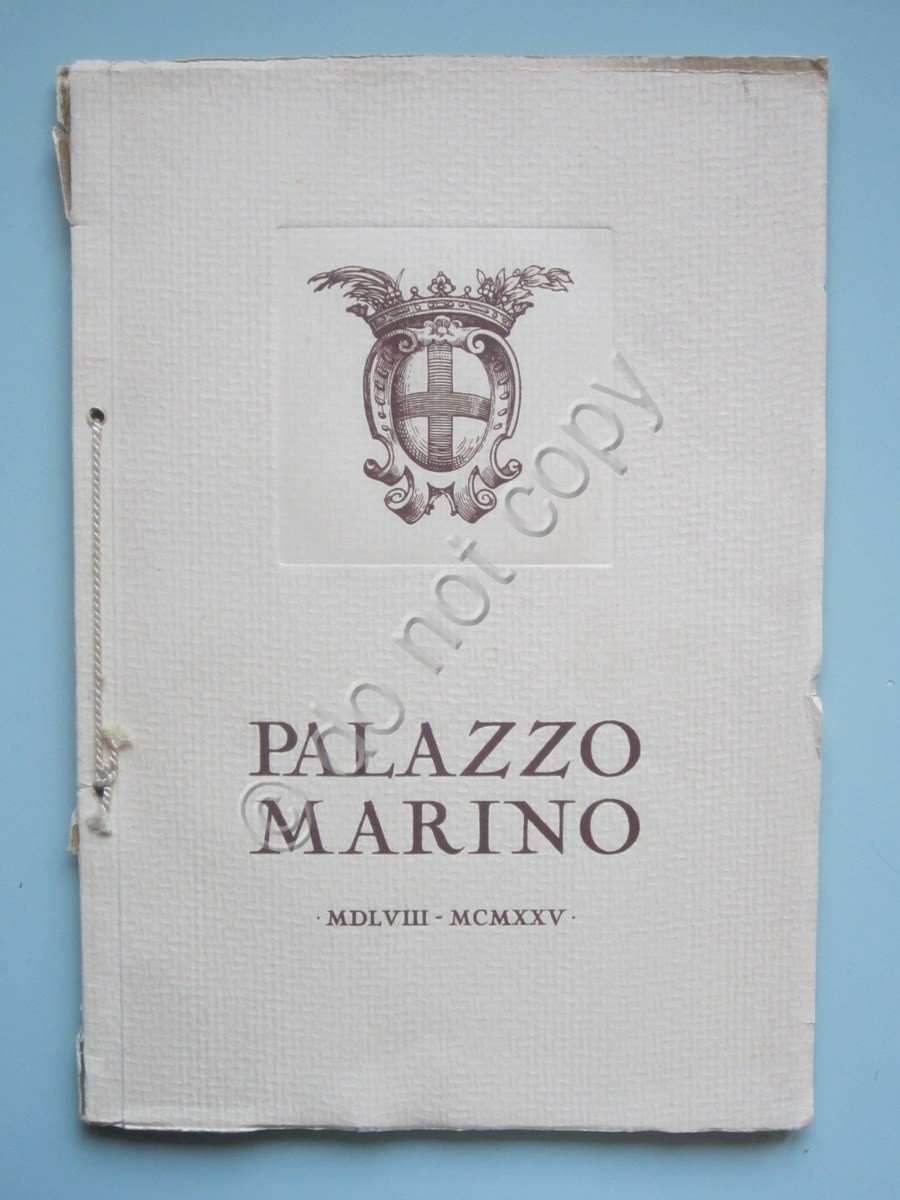 PALAZZO
MARINO
· MDLVIII - MCMXXV ·
© do not copy